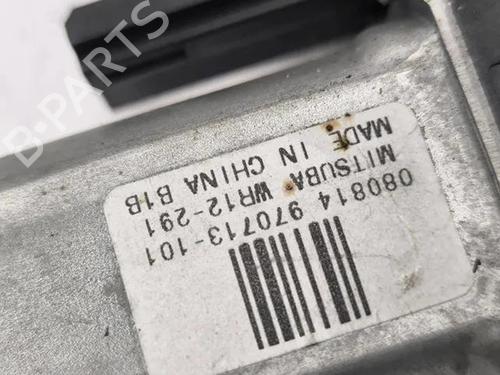 080814 970713-101
MITSUBA WR12-291
MADE IN CHINA B1B
B-PARTS